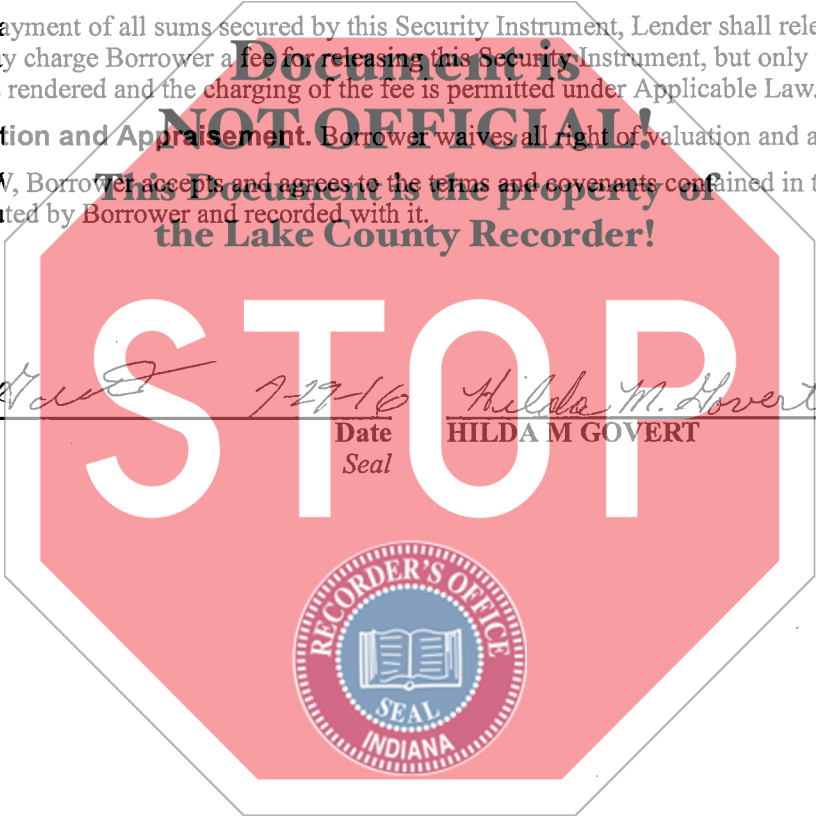 ayment of all sums secured by this Security Instrument, Lender shall rele
y charge Borrower a fee for releasing this Security Instrument, but only
Document is
rendered and the charging of the fee is permitted under Applicable Law.
NOT OFFICIAL!
tion and Appraisement. Borrower waives all right of valuation and a
This Document is the property of
W, Borrower accepts and agrees to the terms and covenants contained in t
ted by Borrower and recorded with it.
the Lake County Recorder!
STOP
7-29-16 Hilda M. Govert
Date HILDA M GOVERT
Seal
RECORDER'S OFFICE
SEAL
INDIANA